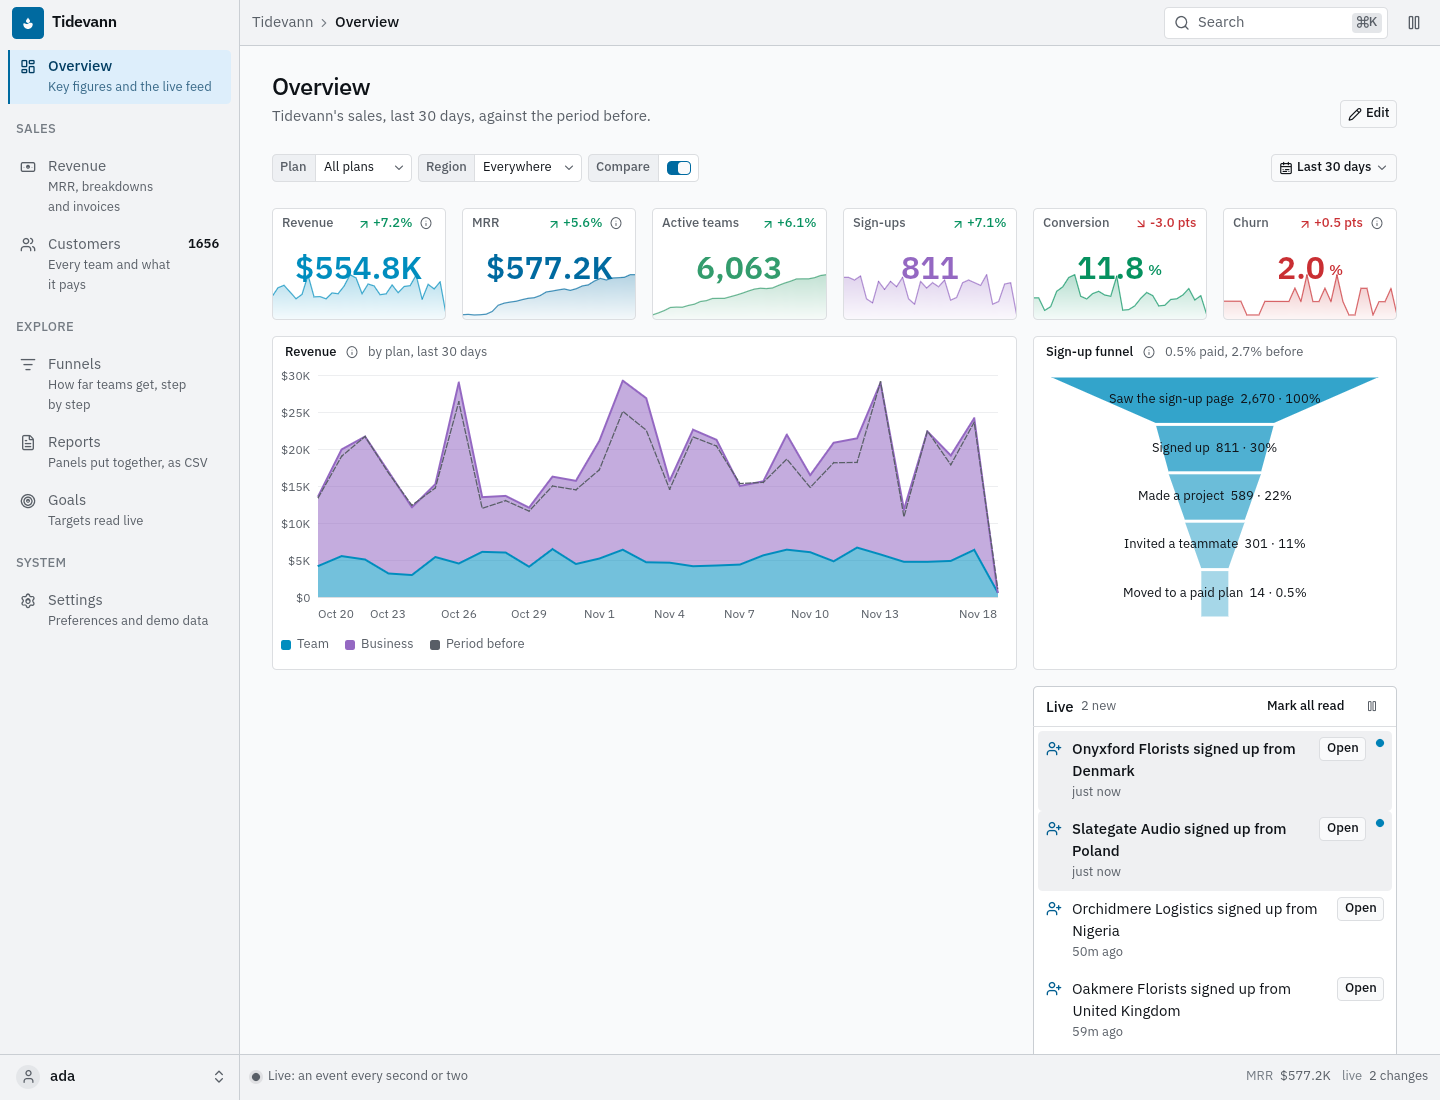 Tidevann
Overview
Key figures and the live feed
SALES
Revenue
MRR, breakdowns
and invoices
Customers 1656
Every team and what
it pays
EXPLORE
Funnels
How far teams get, step
by step
Reports
Panels put together, as CSV
Goals
Targets read live
SYSTEM
Settings
Preferences and demo data
ada
Tidevann > Overview
Search ⌘K
Overview
Tidevann's sales, last 30 days, against the period before.
Edit
Plan All plans Region Everywhere Compare
Last 30 days
Revenue +7.2%
$554.8K
MRR +5.6%
$577.2K
Active teams +6.1%
6,063
Sign-ups +7.1%
811
Conversion -3.0 pts
11.8 %
Churn +0.5 pts
2.0 %
Revenue by plan, last 30 days
$30K
$25K
$20K
$15K
$10K
$5K
$0
Oct 20 Oct 23 Oct 26 Oct 29 Nov 1 Nov 4 Nov 7 Nov 10 Nov 13 Nov 18
Team Business Period before
Sign-up funnel 0.5% paid, 2.7% before
Saw the sign-up page 2,670 · 100%
Signed up 811 · 30%
Made a project 589 · 22%
Invited a teammate 301 · 11%
Moved to a paid plan 14 · 0.5%
Live 2 new Mark all read
Onyxford Florists signed up from
Denmark
just now
Open
Slategate Audio signed up from
Poland
just now
Open
Orchidmere Logistics signed up from
Nigeria
50m ago
Open
Oakmere Florists signed up from
United Kingdom
59m ago
Open
Live: an event every second or two
MRR $577.2K live 2 changes